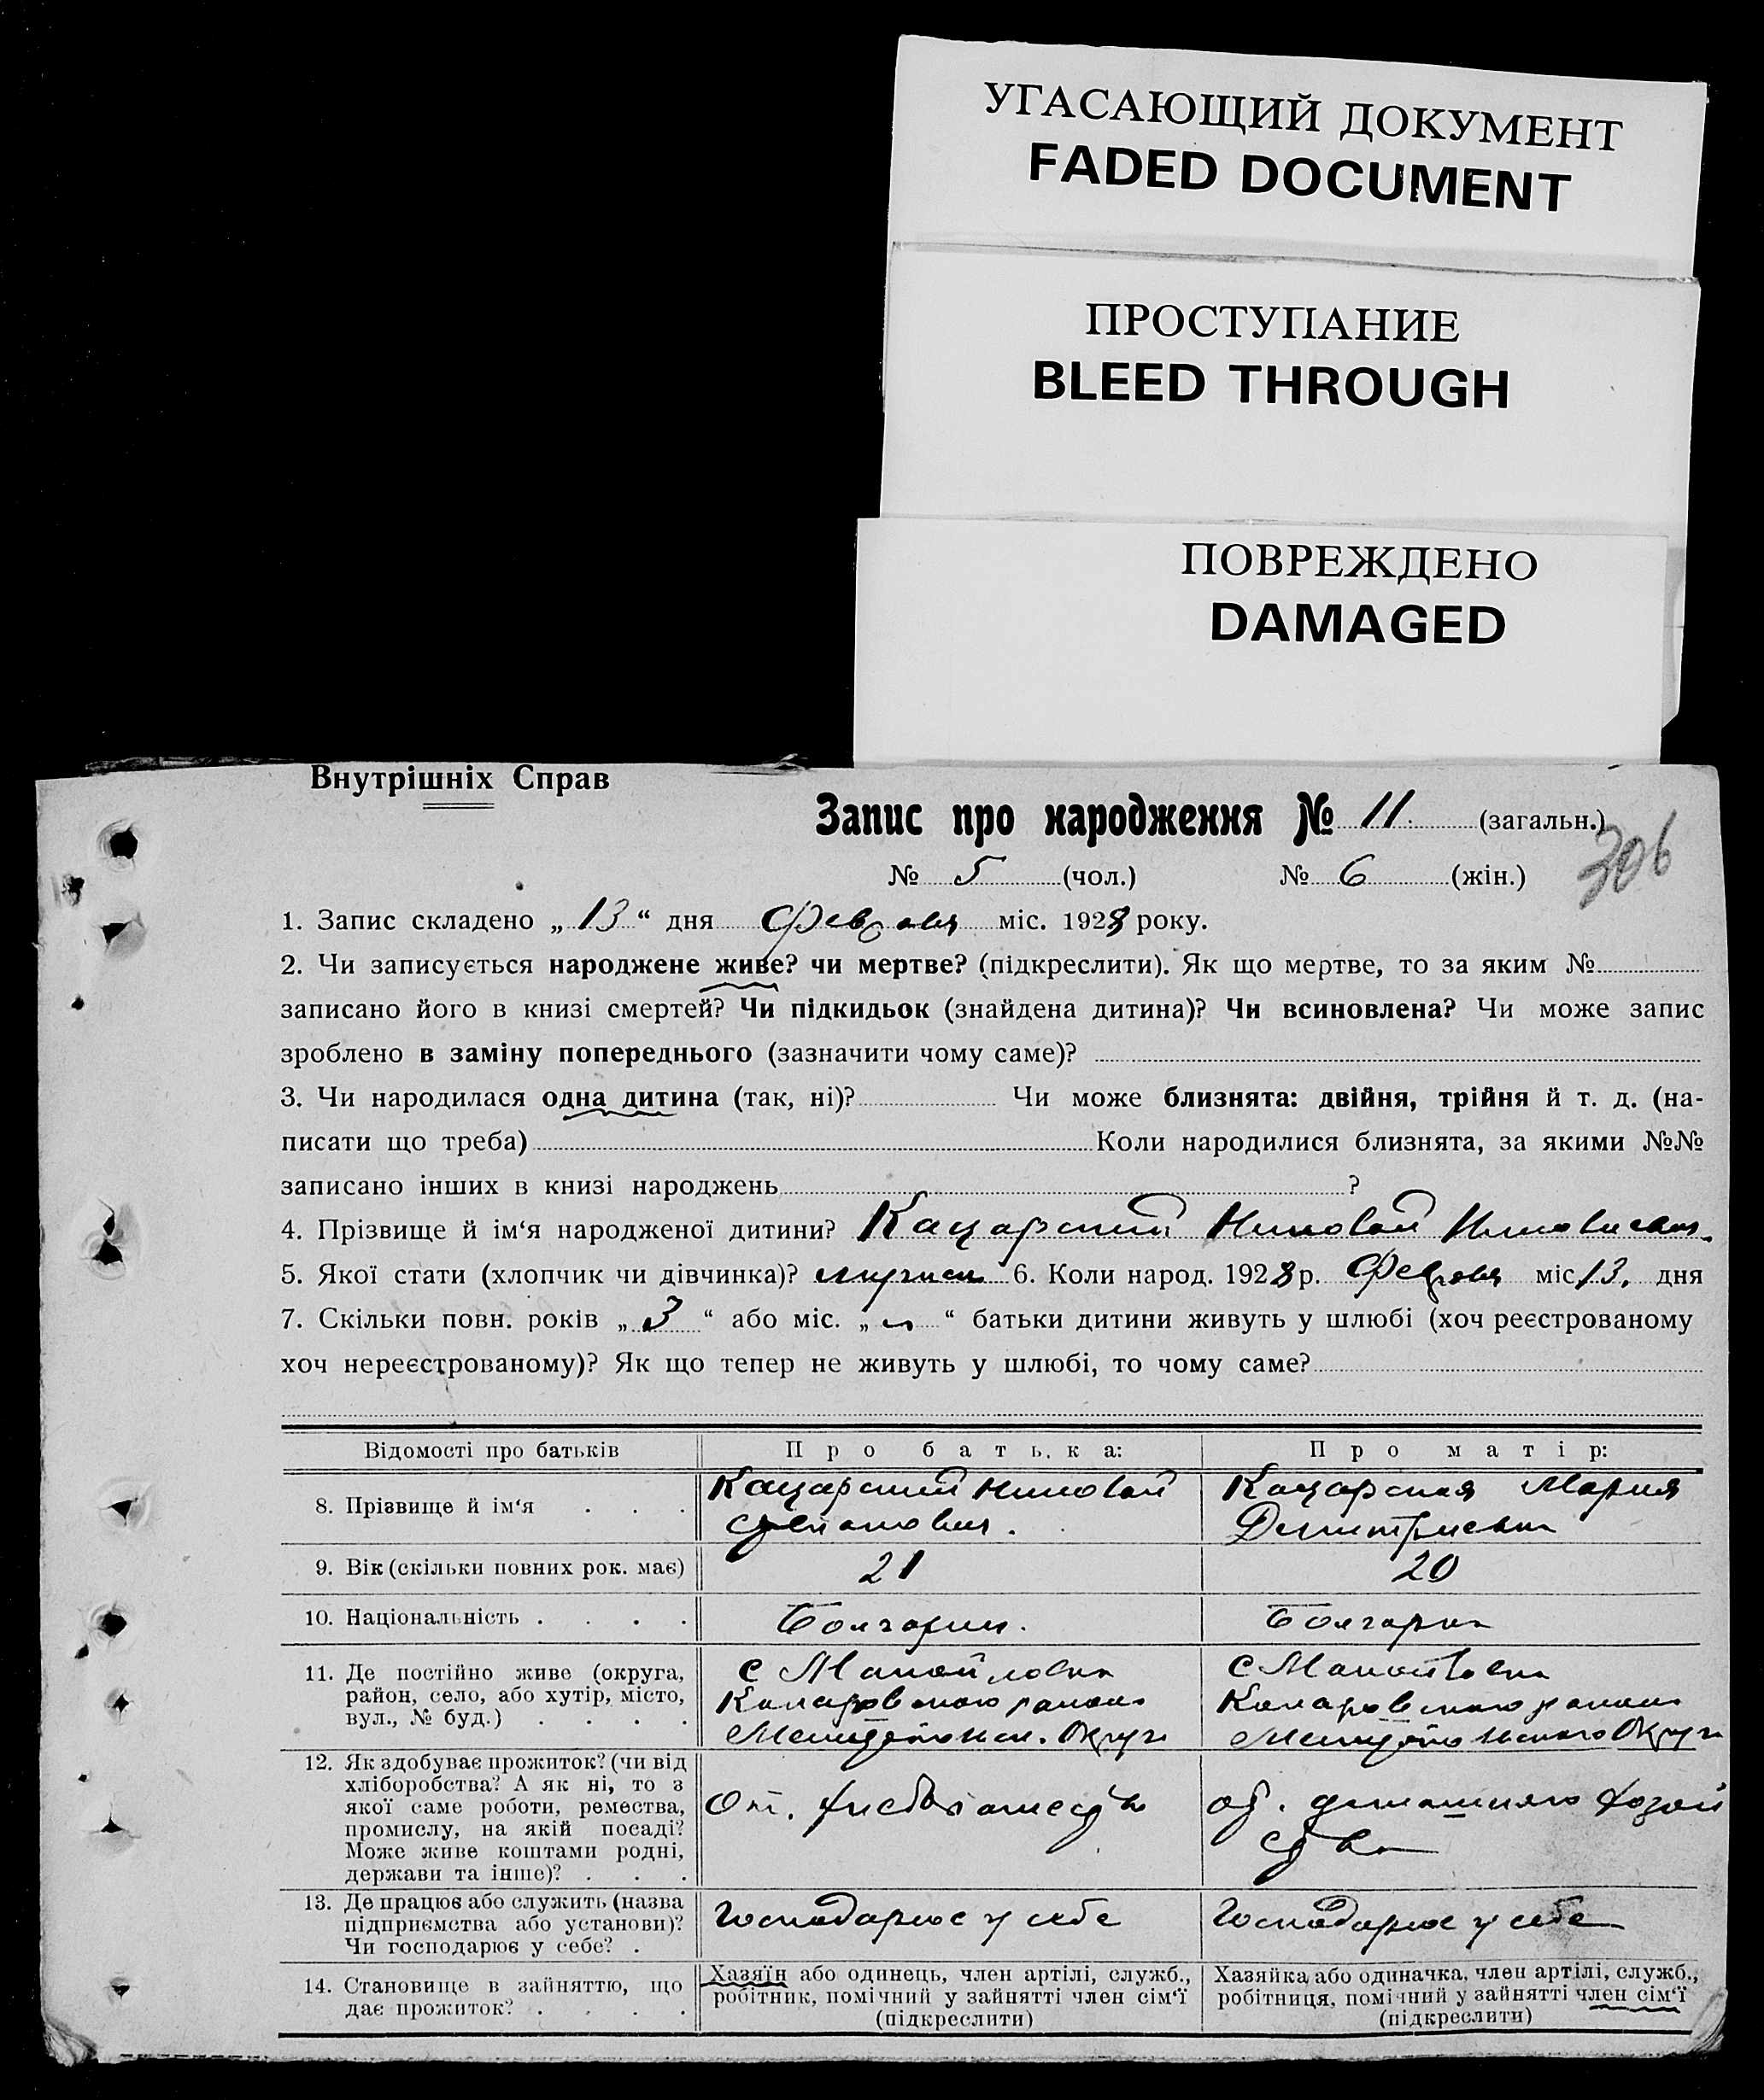 УГАСАЮЩИЙ ДОКУМЕНТ
FADED DOCUMENT
ПРОСТУПАНИЕ
BLEED THROUGH
ПОВРЕЖДЕНО
DAMAGED
Внутрішніх Справ
Запис про народження № 11. (загальн.)
306
№ 5 (чол.) № 6 (жін.)
1. Запис складено „ 13 “ дня Февраля міс. 1928 року.
2. Чи записується народжене живе? чи мертве? (підкреслити). Як що мертве, то за яким №
записано його в книзі смертей? Чи підкидьок (знайдена дитина)? Чи всиновлена? Чи може запис
зроблено в заміну попереднього (зазначити чому саме)?
3. Чи народилася одна дитина (так, ні)? Чи може близнята: двійня, трійня й т. д. (на-
писати що треба) Коли народилися близнята, за якими №№
записано інших в книзі народжень ?
4. Прізвище й ім‘я народженої дитини? Кацарский Николай Николаевич.
5. Якої стати (хлопчик чи дівчинка)? 6. Коли народ. 1928 р. Февраля міс 13. дня
7. Скільки повн. років „ 3 “ або міс. „ “ батьки дитини живуть у шлюбі (хоч реєстрованому
хоч нереєстрованому)? Як що тепер не живуть у шлюбі, то чому саме?
Відомості про батьків Про батька: Про матір:
8. Прізвище й ім‘я . . . Кацарский Николай Кацарская Мария
Степанович. Дмитриевна
9. Вік (скільки повних рок. має) 21 20
10. Національність . . . . Болгарин. Болгарка
11. Де постійно живе (округа, с Манойловка с Манойловка
район, село, або хутір, місто, Коларовского района Коларовского района
вул., № буд.) . . . . Мелитопольск. Округа Мелитопольского Округа
12. Як здобуває прожиток? (чи від
хліборобства? А як ні, то з
якої саме роботи, ремества, От. хлебопашества от. домашнего хозяй
промислу, на якій посаді? ства
Може живе коштами родні,
держави та інше)? . . .
13. Де працює або служить (назва Господарює у себе Господарює у себе
підприємства або установи)?
Чи господарює у себе? .
14. Становище в зайняттю, що Хазяїн або одинець, член артілі, служб., Хазяйка або одиначка, член артілі, служб.,
дає прожиток? . . . . робітник, помічний у зайнятті член сім‘ї робітниця, помічний у зайнятті член сім‘ї
(підкреслити) (підкреслити)